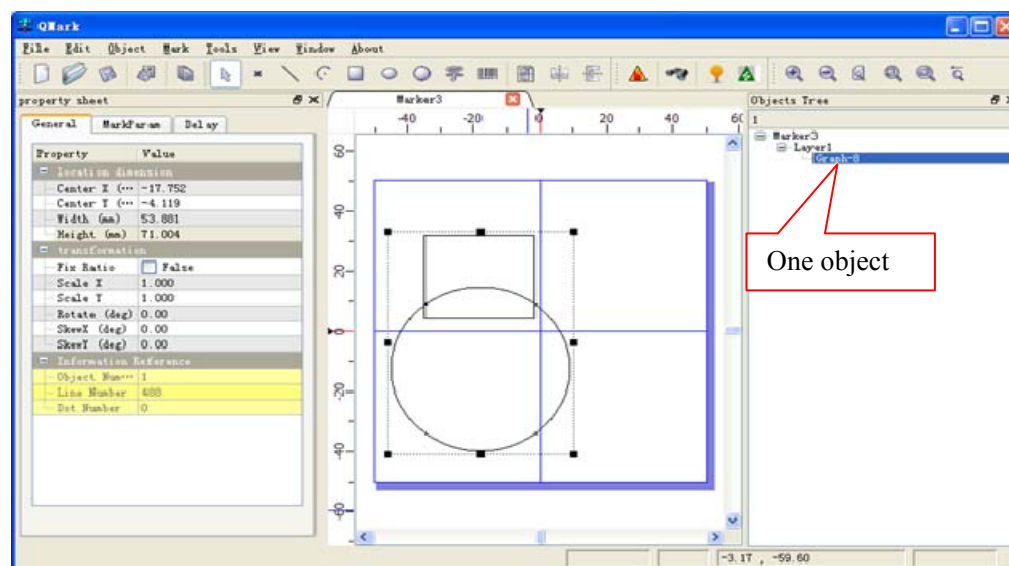 QMark
File Edit Object Mark Tools View Window About
property sheet
Marker3
Objects Tree
General MarkParam Delay
-40 -20 0 20 40 60
1
Marker3
Layer1
Graph-8
Property Value
location dimension
Center X (··· -17.752
Center Y (··· -4.119
Width (mm) 53.881
Height (mm) 71.004
transformation
Fix Ratio False
Scale X 1.000
Scale Y 1.000
Rotate (deg) 0.00
SkewX (deg) 0.00
SkewY (deg) 0.00
Information Reference
Object Num··· 1
Line Number 488
Dot Number 0
60
40
20
0
-20
-40
-60
One object
-3.17 , -59.60